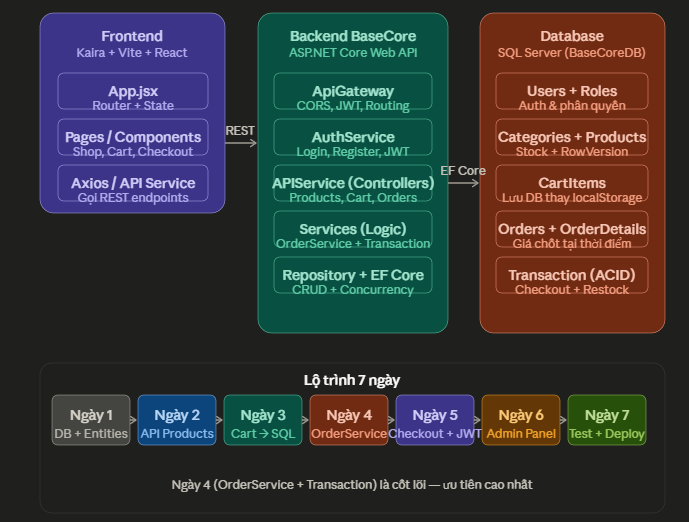 Frontend
Kaira + Vite + React
App.jsx
Router + State
Pages / Components
Shop, Cart, Checkout
Axios / API Service
Gọi REST endpoints
REST
Backend BaseCore
ASP.NET Core Web API
ApiGateway
CORS, JWT, Routing
AuthService
Login, Register, JWT
APIService (Controllers)
Products, Cart, Orders
Services (Logic)
OrderService + Transaction
Repository + EF Core
CRUD + Concurrency
EF Core
Database
SQL Server (BaseCoreDB)
Users + Roles
Auth & phân quyền
Categories + Products
Stock + RowVersion
CartItems
Lưu DB thay localStorage
Orders + OrderDetails
Giá chốt tại thời điểm
Transaction (ACID)
Checkout + Restock
Lộ trình 7 ngày
Ngày 1
DB + Entities
Ngày 2
API Products
Ngày 3
Cart → SQL
Ngày 4
OrderService
Ngày 5
Checkout + JWT
Ngày 6
Admin Panel
Ngày 7
Test + Deploy
Ngày 4 (OrderService + Transaction) là cốt lõi — ưu tiên cao nhất